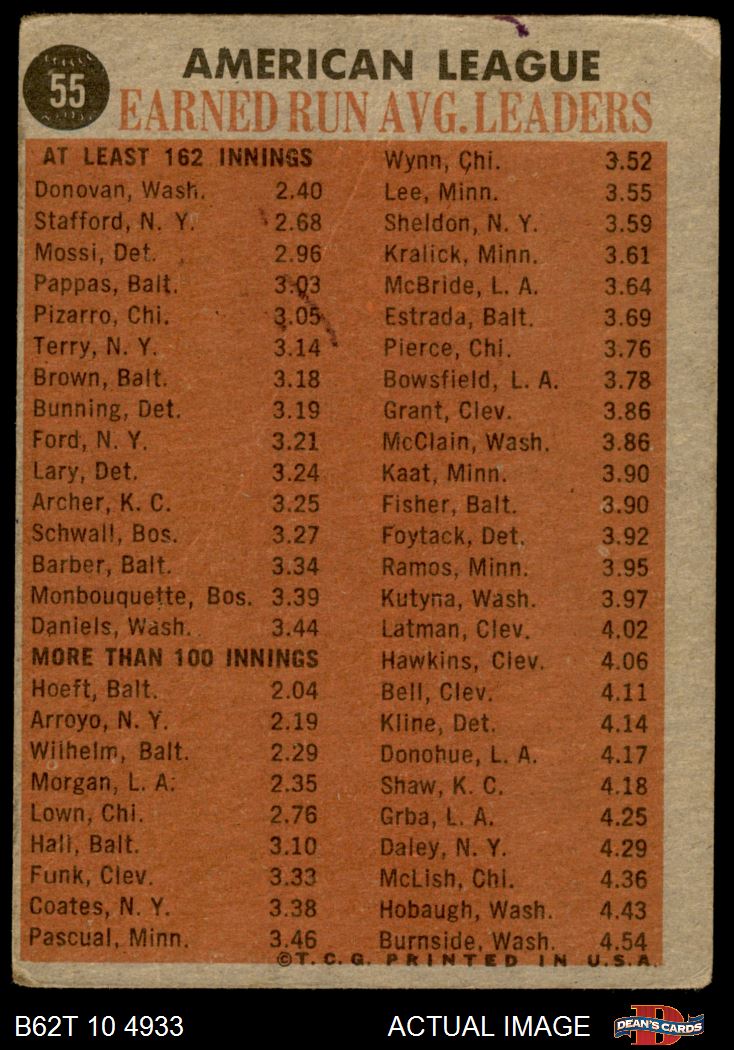 55
AMERICAN LEAGUE
EARNED RUN AVG. LEADERS
AT LEAST 162 INNINGS
Donovan, Wash. 2.40
Stafford, N. Y. 2.68
Mossi, Det. 2.96
Pappas, Balt. 3.03
Pizarro, Chi. 3.05
Terry, N. Y. 3.14
Brown, Balt. 3.18
Bunning, Det. 3.19
Ford, N. Y. 3.21
Lary, Det. 3.24
Archer, K. C. 3.25
Schwall, Bos. 3.27
Barber, Balt. 3.34
Monbouquette, Bos. 3.39
Daniels, Wash. 3.44
MORE THAN 100 INNINGS
Hoeft, Balt. 2.04
Arroyo, N. Y. 2.19
Wilhelm, Balt. 2.29
Morgan, L. A. 2.35
Lown, Chi. 2.76
Hall, Balt. 3.10
Funk, Clev. 3.33
Coates, N. Y. 3.38
Pascual, Minn. 3.46
Wynn, Chi. 3.52
Lee, Minn. 3.55
Sheldon, N. Y. 3.59
Kralick, Minn. 3.61
McBride, L. A. 3.64
Estrada, Balt. 3.69
Pierce, Chi. 3.76
Bowsfield, L. A. 3.78
Grant, Clev. 3.86
McClain, Wash. 3.86
Kaat, Minn. 3.90
Fisher, Balt. 3.90
Foytack, Det. 3.92
Ramos, Minn. 3.95
Kutyna, Wash. 3.97
Latman, Clev. 4.02
Hawkins, Clev. 4.06
Bell, Clev. 4.11
Kline, Det. 4.14
Donohue, L. A. 4.17
Shaw, K. C. 4.18
Grba, L. A. 4.25
Daley, N. Y. 4.29
McLish, Chi. 4.36
Hobaugh, Wash. 4.43
Burnside, Wash. 4.54
©T. C. G. PRINTED IN U.S.A.
B62T 10 4933
ACTUAL IMAGE
D
DEAN'S CARDS